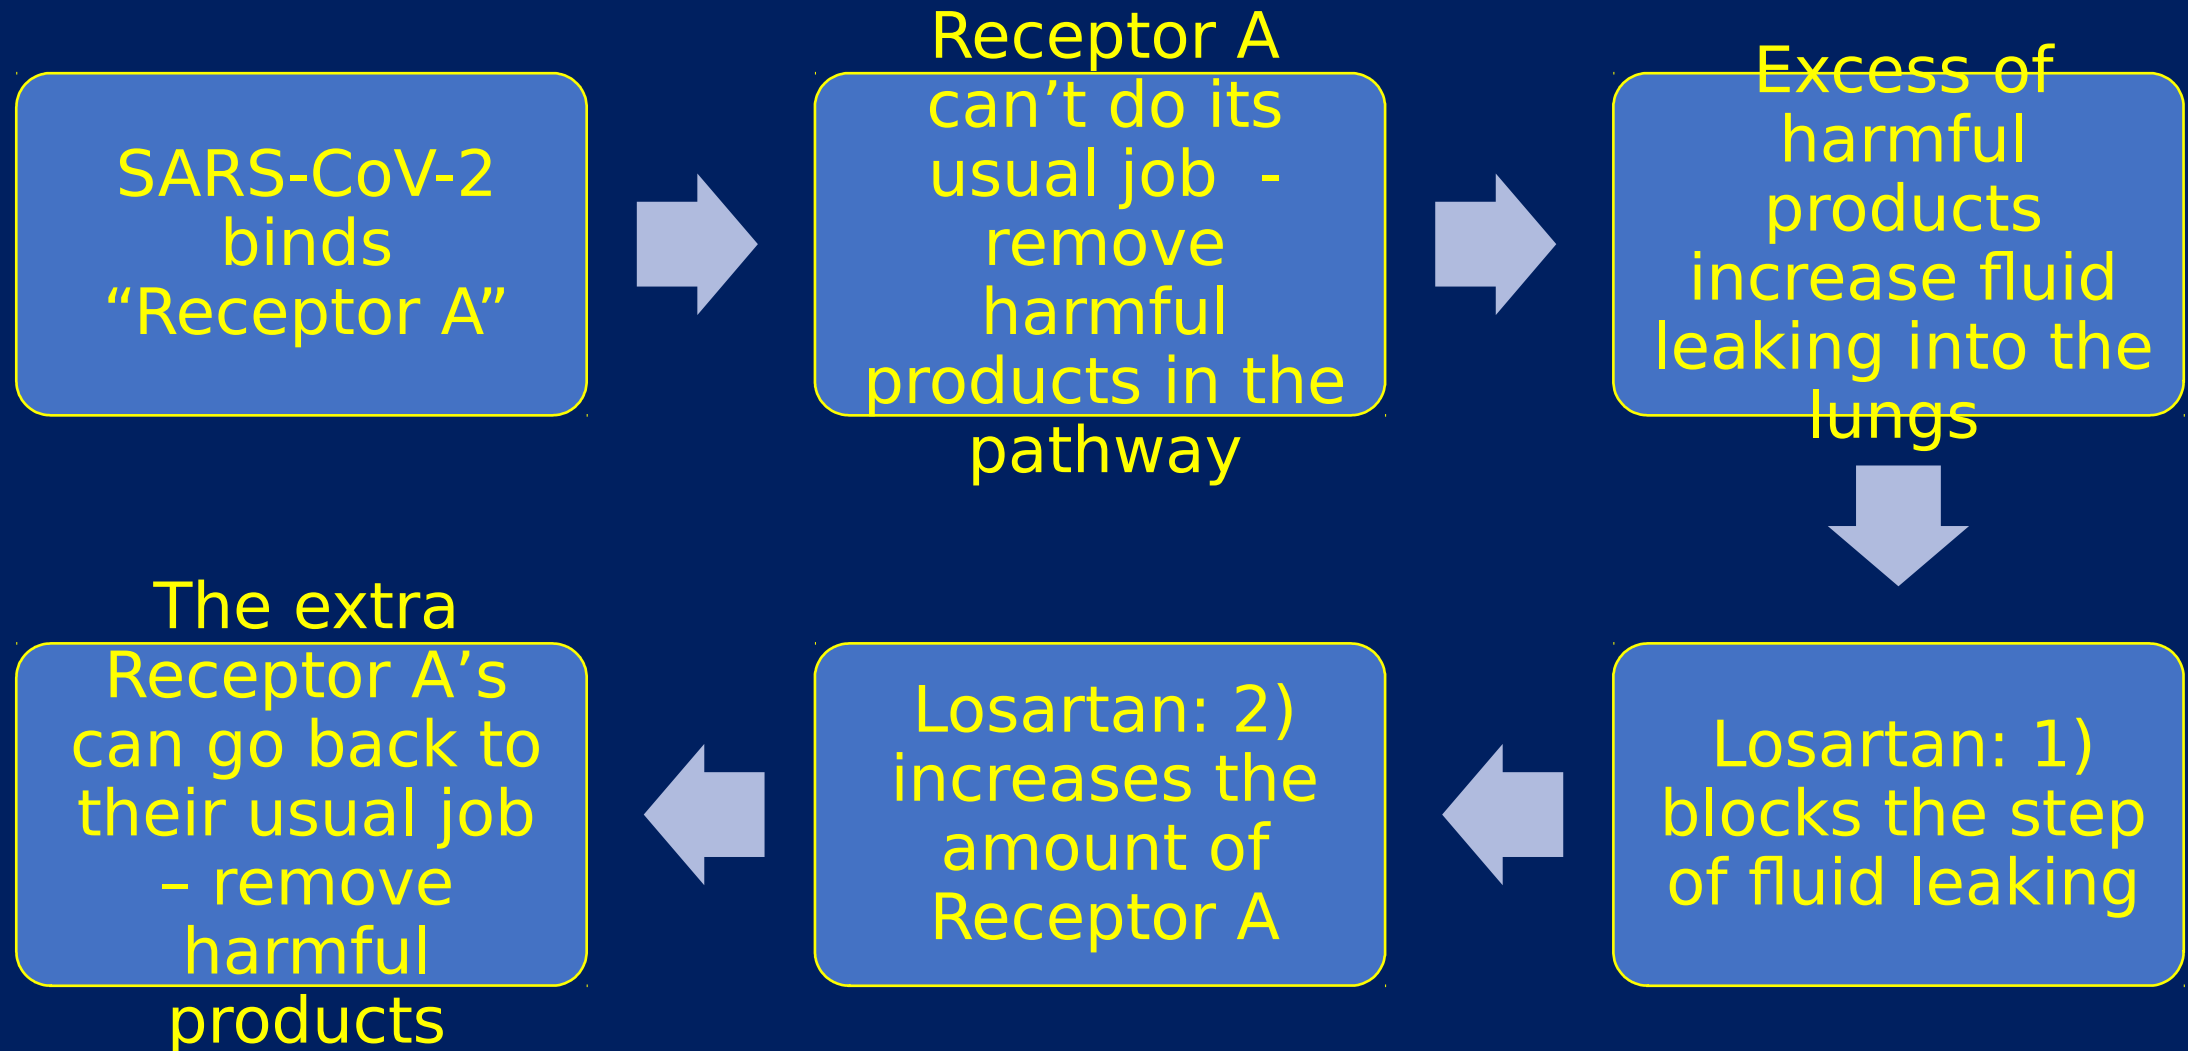 SARS-CoV-2
binds
“Receptor A”
Receptor A
can’t do its
usual job  -
remove
harmful
products in the
pathway
Excess of
harmful
products
increase fluid
leaking into the
lungs
Losartan: 1)
blocks the step
of fluid leaking
Losartan: 2)
increases the
amount of
Receptor A
The extra
Receptor A’s
can go back to
their usual job
– remove
harmful
products